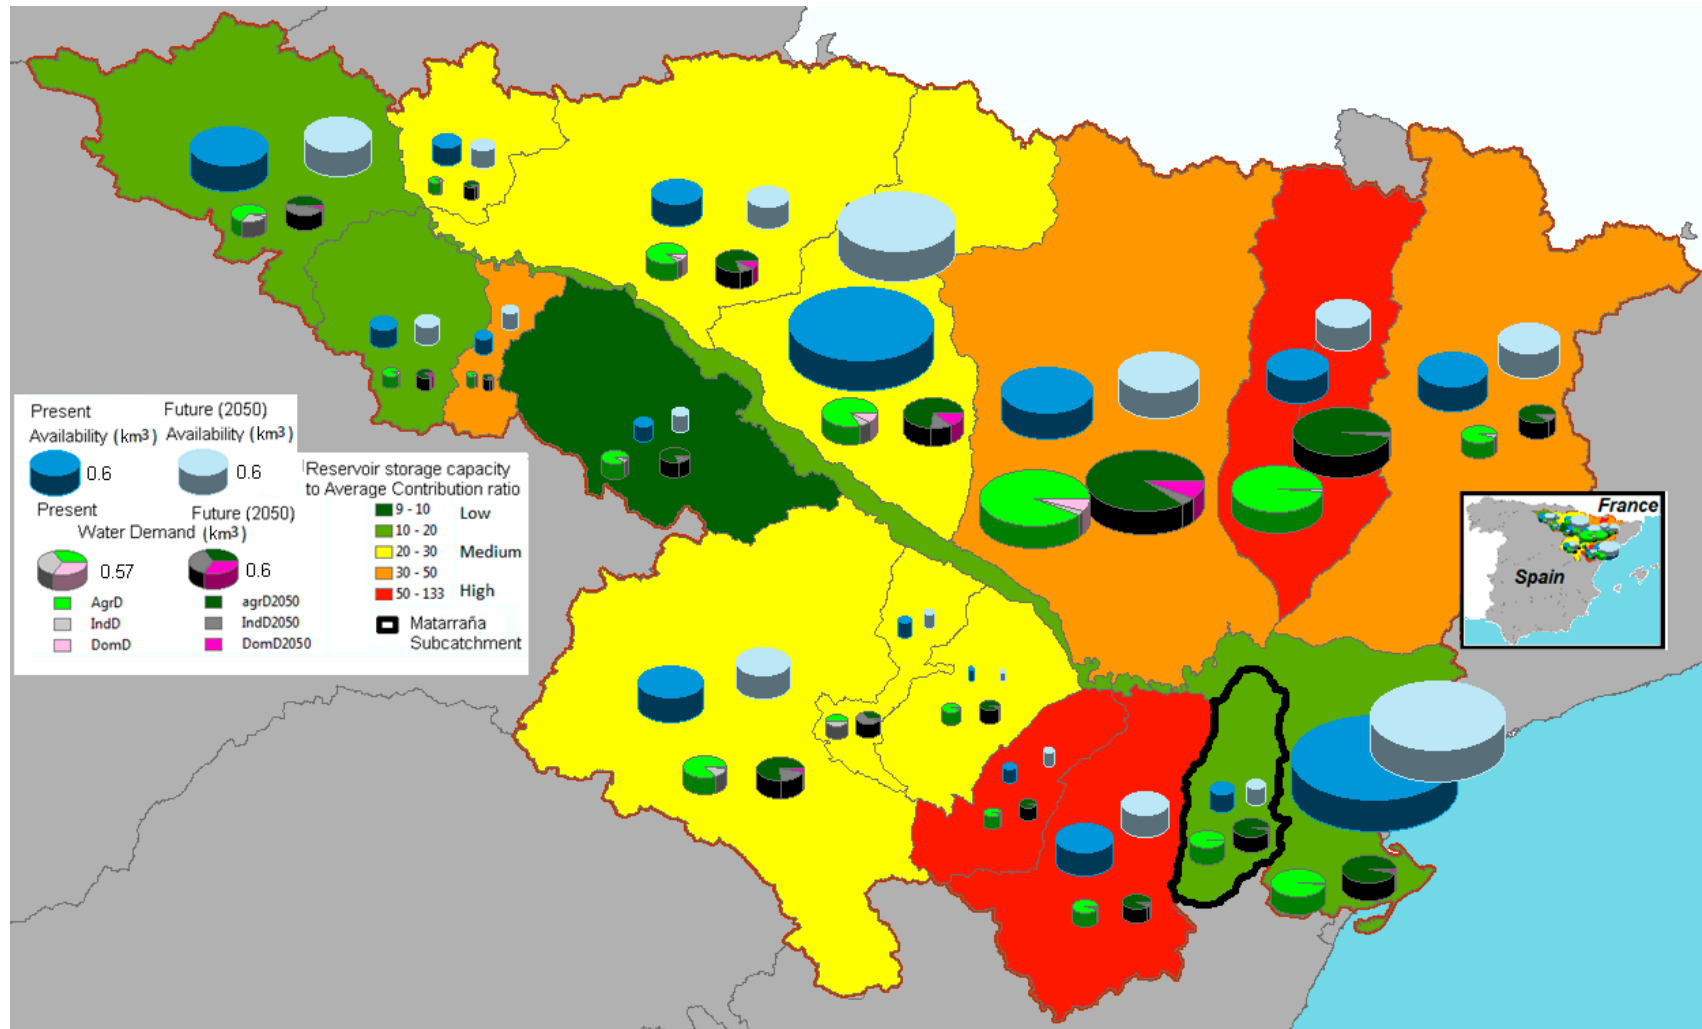 Present Future (2050)
Availability (km³) Availability (km³)
0.6 0.6
Present Future (2050)
Water Demand (km³)
0.57 0.6
AgrD agrD2050
IndD IndD2050
DomD DomD2050
Reservoir storage capacity
to Average Contribution ratio
9 - 10 Low
10 - 20
20 - 30 Medium
30 - 50
50 - 133 High
Matarraña
Subcatchment
France
Spain